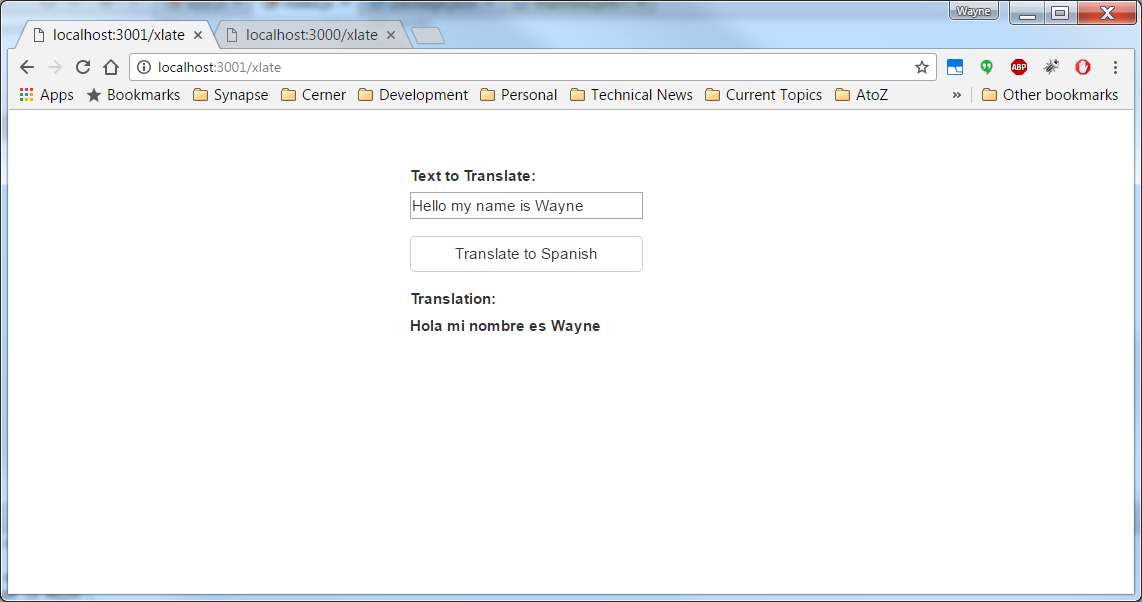 Wayne
localhost:3001/xlate
localhost:3000/xlate
localhost:3001/xlate
ABP
Apps Bookmarks Synapse Cerner Development Personal Technical News Current Topics AtoZ » Other bookmarks
Text to Translate:
Hello my name is Wayne
Translate to Spanish
Translation:
Hola mi nombre es Wayne